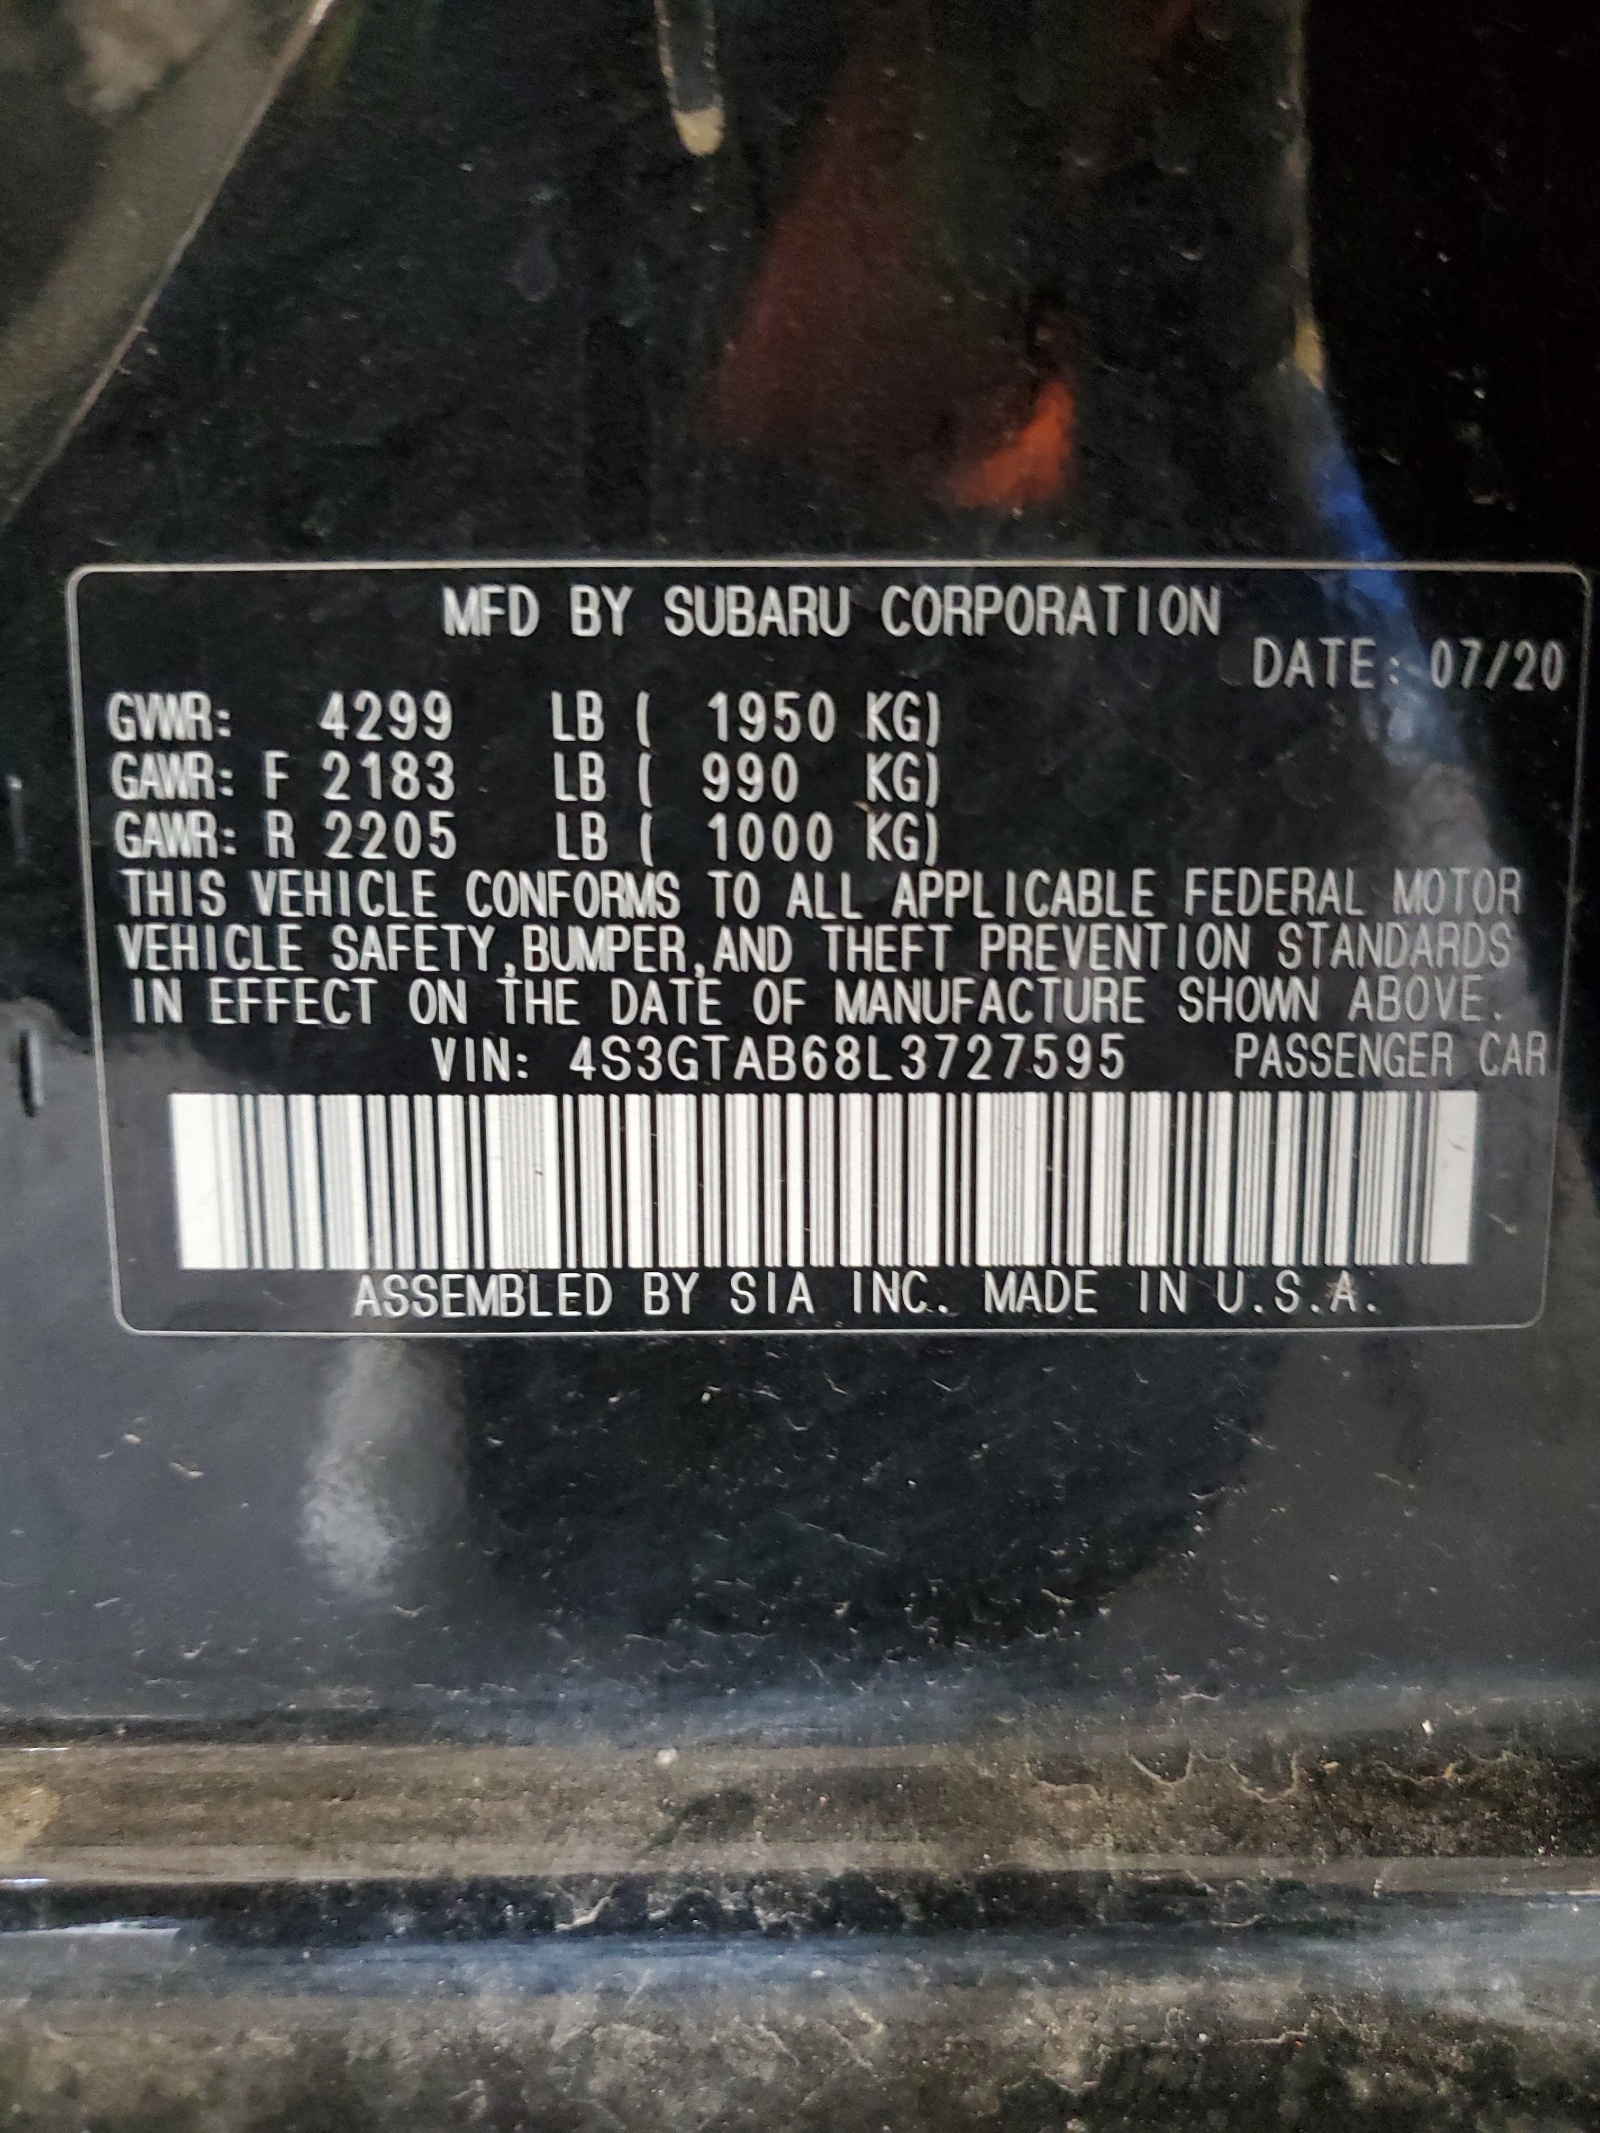 MFD BY SUBARU CORPORATION
DATE: 07/20
GVWR: 4299 LB ( 1950 KG)
GAWR: F 2183 LB ( 990 KG)
GAWR: R 2205 LB ( 1000 KG)
THIS VEHICLE CONFORMS TO ALL APPLICABLE FEDERAL MOTOR
VEHICLE SAFETY,BUMPER,AND THEFT PREVENTION STANDARDS
IN EFFECT ON THE DATE OF MANUFACTURE SHOWN ABOVE.
VIN: 4S3GTAB68L3727595 PASSENGER CAR
ASSEMBLED BY SIA INC. MADE IN U.S.A.